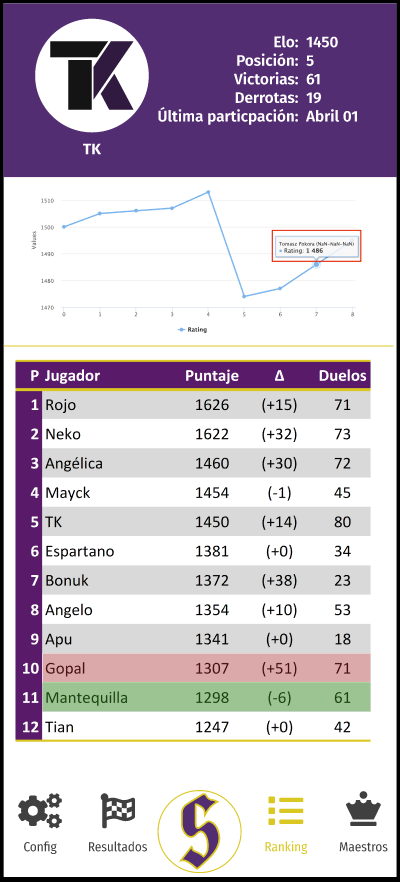 TK
Elo: 1450
Posición: 5
Victorias: 61
Derrotas: 19
Última particpación: Abril 01
TK
Values
1510
1500
1490
1480
1470
0 1 2 3 4 5 6 7 8
Tomasz Pokora (NaN-NaN-NaN)
• Rating: 1 486
Rating
P Jugador Puntaje Δ Duelos
1 Rojo 1626 (+15) 71
2 Neko 1622 (+32) 73
3 Angélica 1460 (+30) 72
4 Mayck 1454 (-1) 45
5 TK 1450 (+14) 80
6 Espartano 1381 (+0) 34
7 Bonuk 1372 (+38) 23
8 Angelo 1354 (+10) 53
9 Apu 1341 (+0) 18
10 Gopal 1307 (+51) 71
11 Mantequilla 1298 (-6) 61
12 Tian 1247 (+0) 42
S
Config Resultados Ranking Maestros